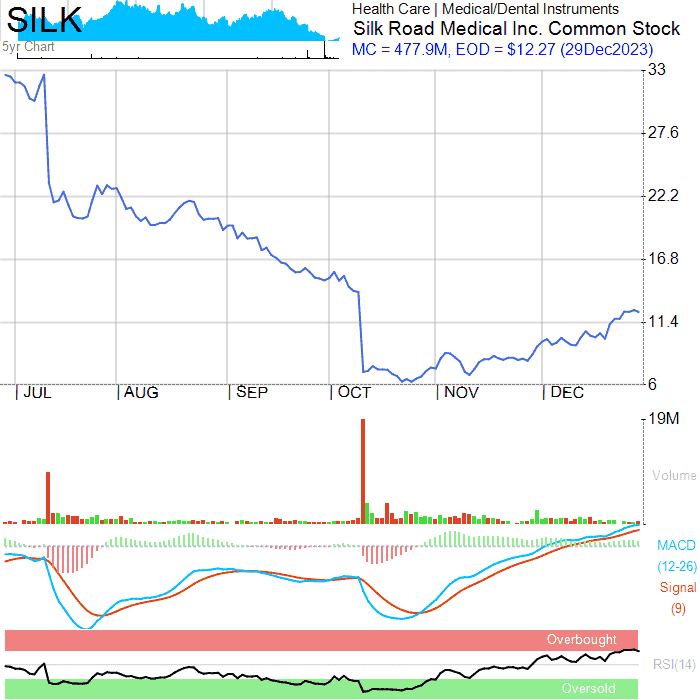 SILK
5yr Chart
Health Care | Medical/Dental Instruments
Silk Road Medical Inc. Common Stock
MC = 477.9M, EOD = $12.27 (29Dec2023)
33
27.6
22.2
16.8
11.4
6
| JUL | AUG | SEP | OCT | NOV | DEC
19M
Volume
MACD
(12-26)
Signal
(9)
Overbought
RSI(14)
Oversold